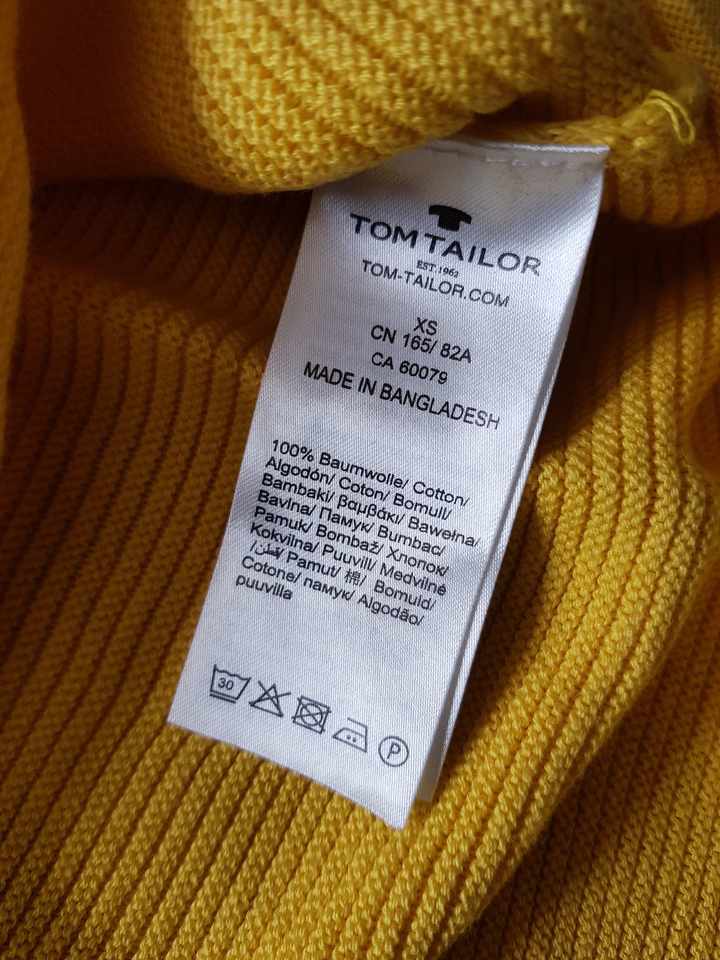 TOM TAILOR
EST. 1962
TOM-TAILOR.COM
XS
CN 165/ 82A
CA 60079
MADE IN BANGLADESH
100% Baumwolle/ Cotton/
Algodón/ Coton/ Bomull/
Bambaki/ βαμβάκι/ Bawełna/
Bavlna/ Памук/ Bumbac/
Pamuk/ Bombaž/ Хлопок/
Kokvilna/ Puuvill/ Medvilné
/قطن/ Pamut/ 棉/ Bomuld/
Cotone/ памук/ Algodão/
puuvilla
30
P